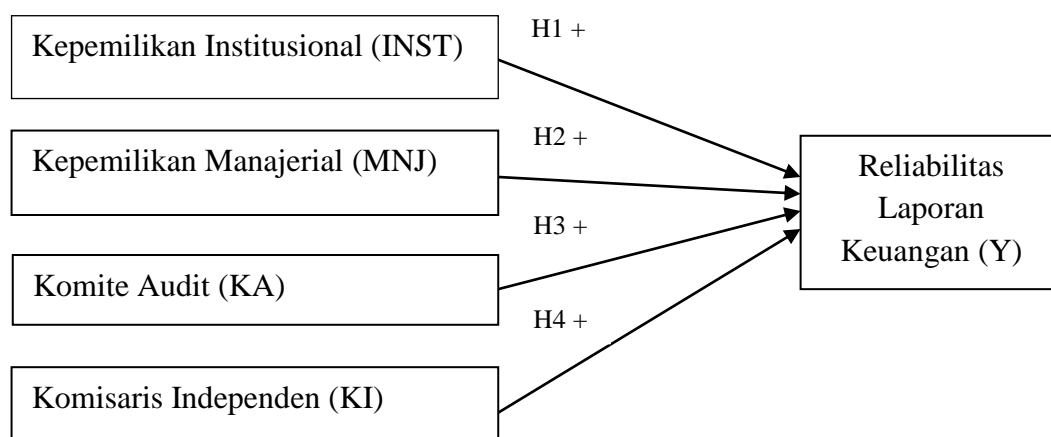 Kepemilikan Institusional (INST)
H1 +
Kepemilikan Manajerial (MNJ)
H2 +
Komite Audit (KA)
H3 +
Komisaris Independen (KI)
H4 +
Reliabilitas
Laporan
Keuangan (Y)